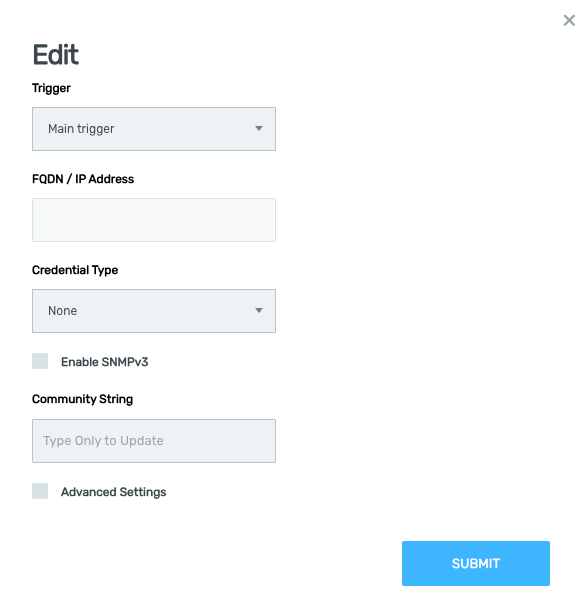 Edit
Trigger
Main trigger
FQDN / IP Address
Credential Type
None
Enable SNMPv3
Community String
Type Only to Update
Advanced Settings
SUBMIT